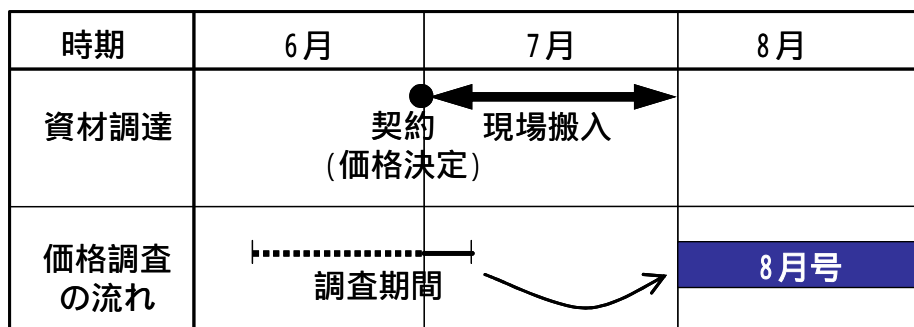 時期
6月
7月
8月
資材調達
契約
(価格決定)
現場搬入
価格調査
の流れ
調査期間
8月号